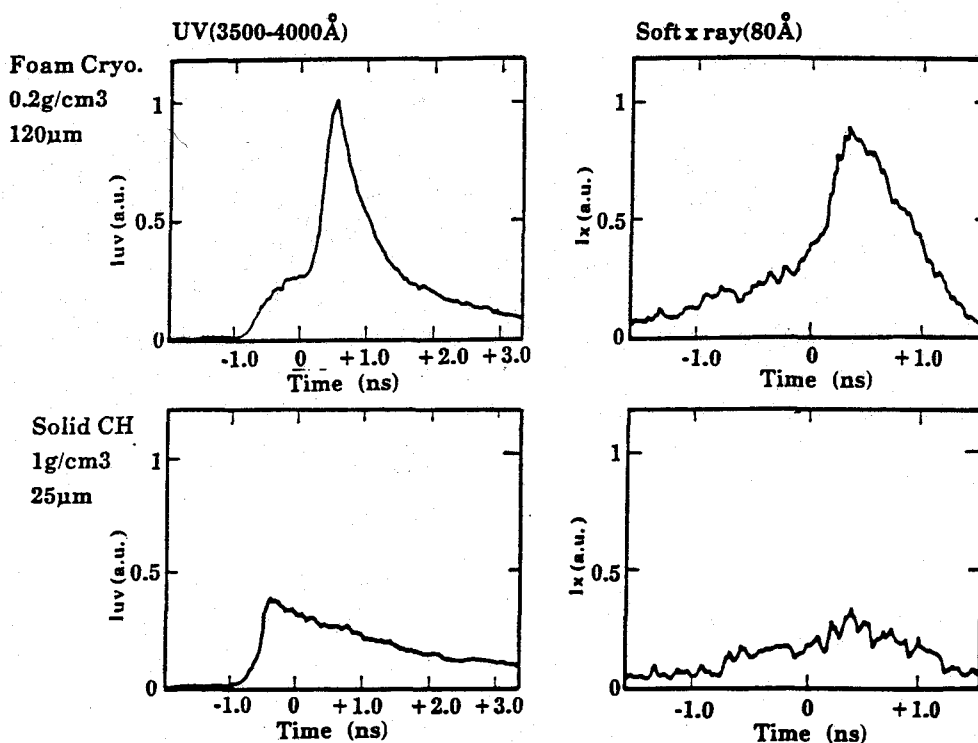 UV(3500-4000Å)
Soft x ray(80Å)
Foam Cryo.
0.2g/cm3
120μm
1
0.5
0
Iuv (a.u.)
-1.0 0 +1.0 +2.0 +3.0
Time (ns)
1
0.5
0
Ix (a.u.)
-1.0 0 +1.0
Time (ns)
Solid CH
1g/cm3
25μm
1
0.5
0
Iuv (a.u.)
-1.0 0 +1.0 +2.0 +3.0
Time (ns)
1
0.5
0
Ix (a.u.)
-1.0 0 +1.0
Time (ns)